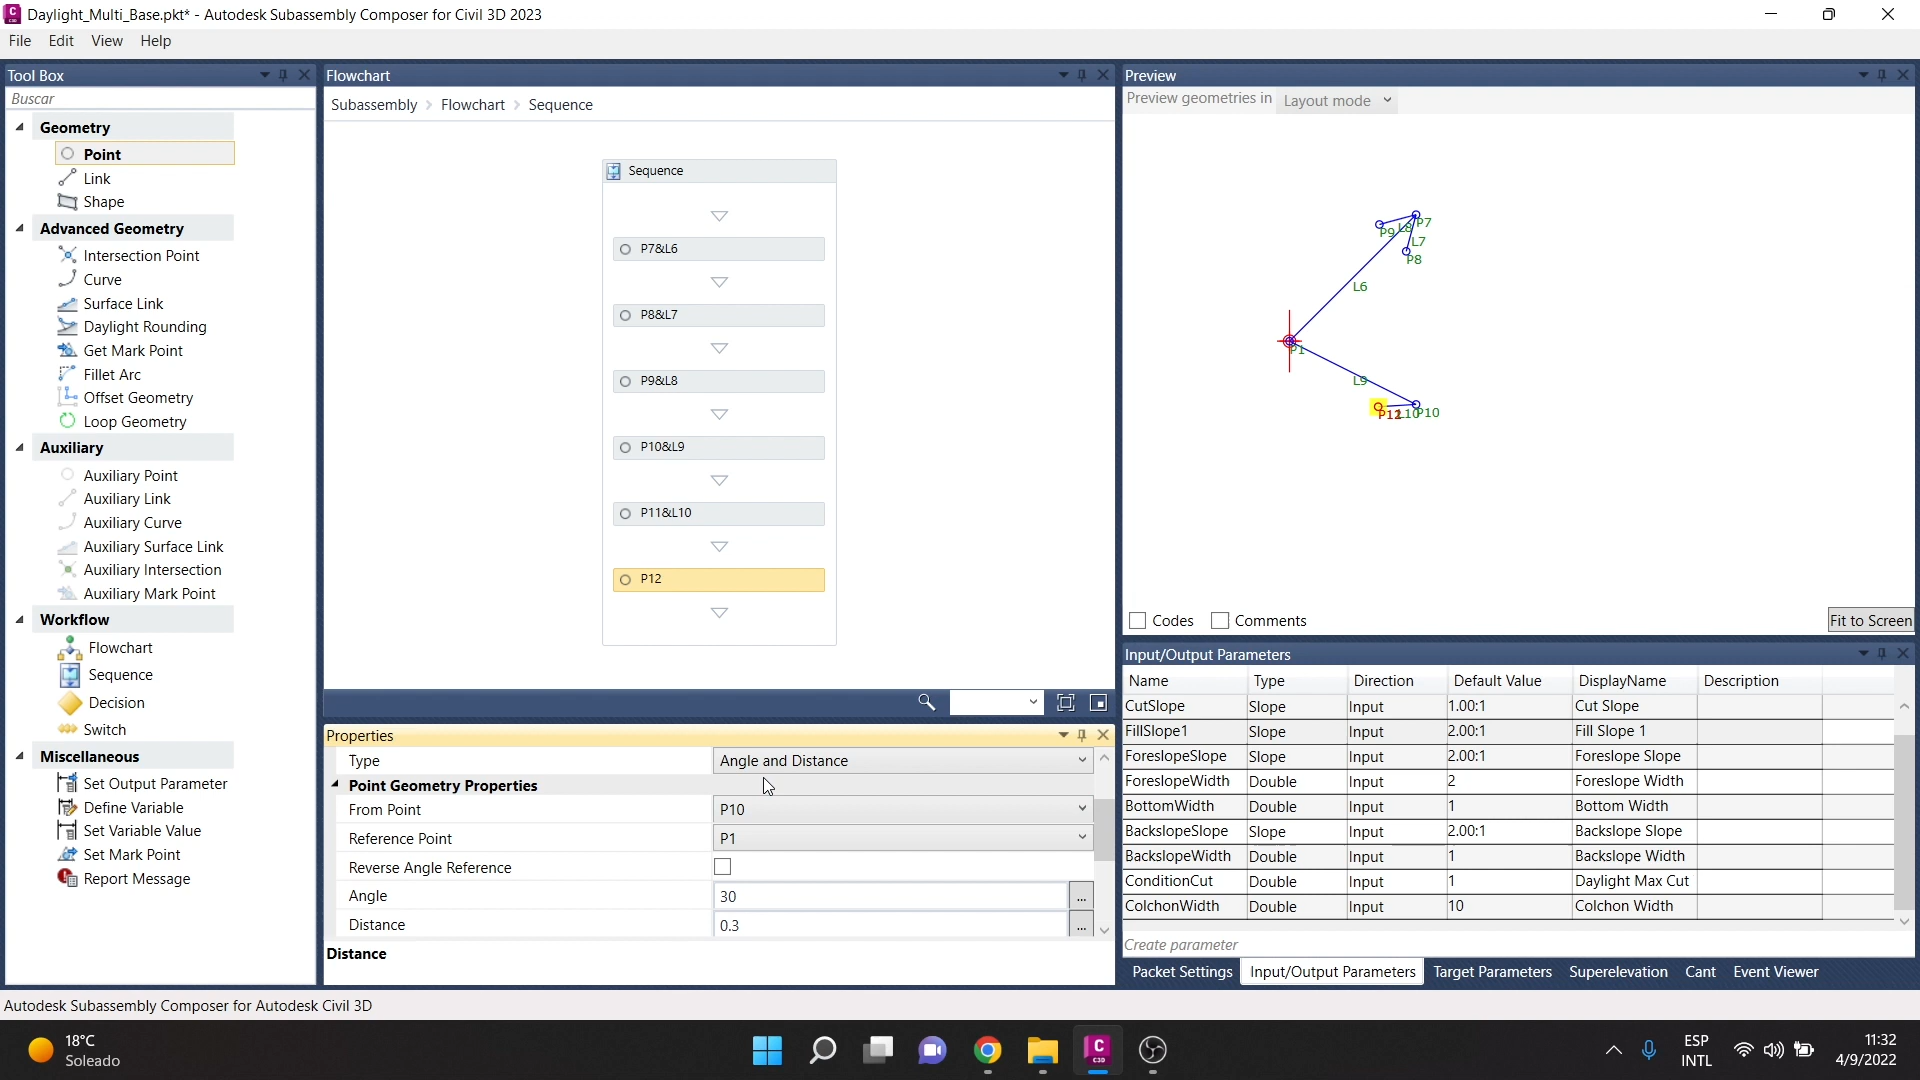 Daylight_Multi_Base.pkt* - Autodesk Subassembly Composer for Civil 3D 2023
File Edit View Help
Tool Box
Buscar
Geometry
Point
Link
Shape
Advanced Geometry
Intersection Point
Curve
Surface Link
Daylight Rounding
Get Mark Point
Fillet Arc
Offset Geometry
Loop Geometry
Auxiliary
Auxiliary Point
Auxiliary Link
Auxiliary Curve
Auxiliary Surface Link
Auxiliary Intersection
Auxiliary Mark Point
Workflow
Flowchart
Sequence
Decision
Switch
Miscellaneous
Set Output Parameter
Define Variable
Set Variable Value
Set Mark Point
Report Message
Flowchart
Subassembly > Flowchart > Sequence
Sequence
P7&L6
P8&L7
P9&L8
P10&L9
P11&L10
P12
Properties
Type Angle and Distance
Point Geometry Properties
From Point P10
Reference Point P1
Reverse Angle Reference
Angle 30 ...
Distance 0.3 ...
Distance
Preview
Preview geometries in Layout mode
P9 L8 P7
L7
P8
L6
P1
L9
L10 P10
Codes Comments Fit to Screen
Input/Output Parameters
Name Type Direction Default Value DisplayName Description
CutSlope Slope Input 1.00:1 Cut Slope
FillSlope1 Slope Input 2.00:1 Fill Slope 1
ForeslopeSlope Slope Input 2.00:1 Foreslope Slope
ForeslopeWidth Double Input 2 Foreslope Width
BottomWidth Double Input 1 Bottom Width
BackslopeSlope Slope Input 2.00:1 Backslope Slope
BackslopeWidth Double Input 1 Backslope Width
ConditionCut Double Input 1 Daylight Max Cut
ColchonWidth Double Input 10 Colchon Width
Create parameter
Packet Settings Input/Output Parameters Target Parameters Superelevation Cant Event Viewer
Autodesk Subassembly Composer for Autodesk Civil 3D
18°C
Soleado
C
C3D
ESP
INTL
11:32
4/9/2022